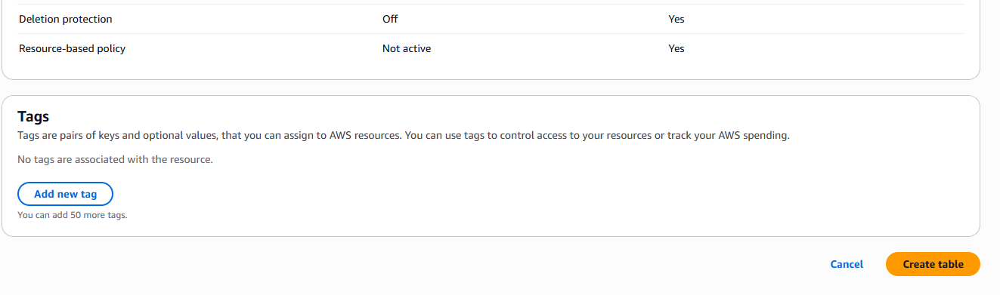 Deletion protection Off Yes
Resource-based policy Not active Yes
Tags
Tags are pairs of keys and optional values, that you can assign to AWS resources. You can use tags to control access to your resources or track your AWS spending.
No tags are associated with the resource.
Add new tag
You can add 50 more tags.
Cancel Create table